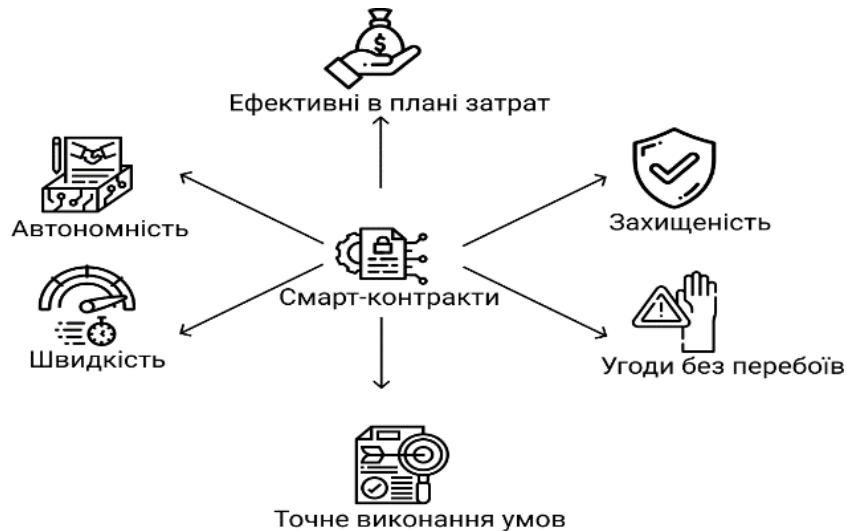 Ефективні в плані затрат
Автономність
Захищеність
Смарт-контракти
Швидкість
Угоди без перебоїв
Точне виконання умов